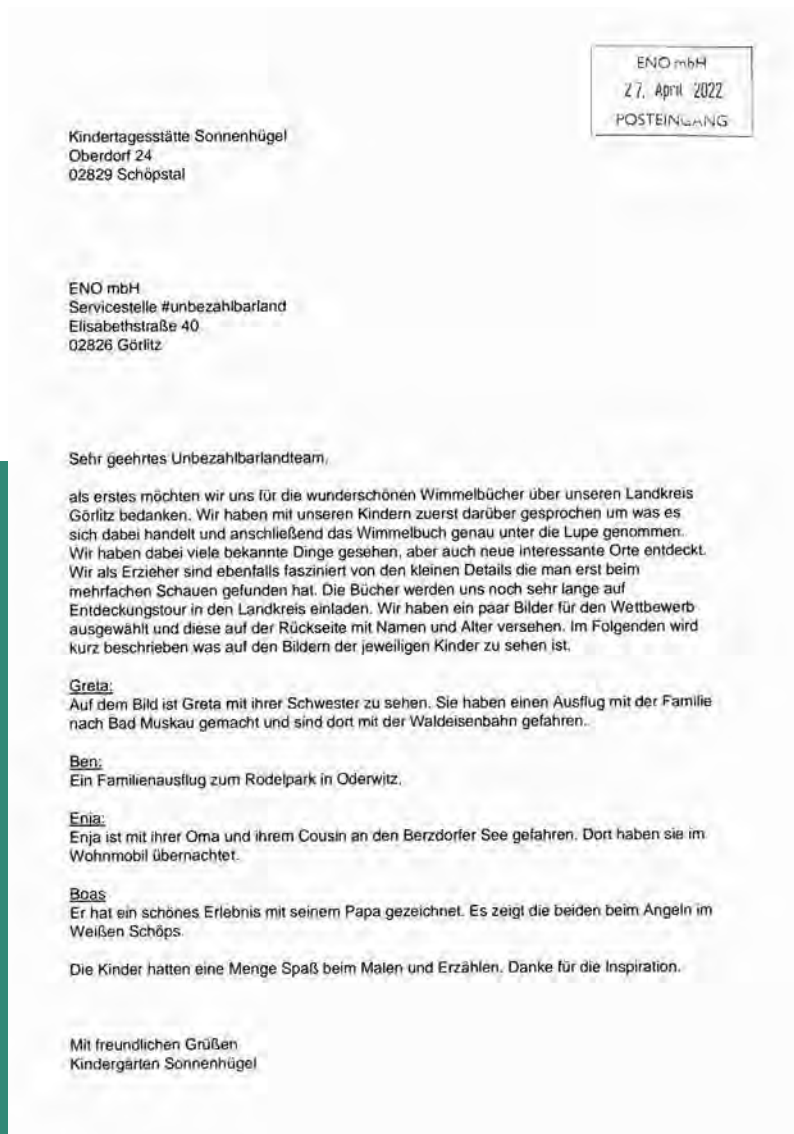 ENO mbH
27. April 2022
POSTEINGANG
Kindertagesstätte Sonnenhügel
Oberdorf 24
02829 Schöpstal
ENO mbH
Servicestelle #unbezahlbarland
Elisabethstraße 40
02826 Görlitz
Sehr geehrtes Unbezahlbarlandteam,
als erstes möchten wir uns für die wunderschönen Wimmelbücher über unseren Landkreis
Görlitz bedanken. Wir haben mit unseren Kindern zuerst darüber gesprochen um was es
sich dabei handelt und anschließend das Wimmelbuch genau unter die Lupe genommen.
Wir haben dabei viele bekannte Dinge gesehen, aber auch neue interessante Orte entdeckt.
Wir als Erzieher sind ebenfalls fasziniert von den kleinen Details die man erst beim
mehrfachen Schauen gefunden hat. Die Bücher werden uns noch sehr lange auf
Entdeckungstour in den Landkreis einladen. Wir haben ein paar Bilder für den Wettbewerb
ausgewählt und diese auf der Rückseite mit Namen und Alter versehen. Im Folgenden wird
kurz beschrieben was auf den Bildern der jeweiligen Kinder zu sehen ist.
Greta:
Auf dem Bild ist Greta mit ihrer Schwester zu sehen. Sie haben einen Ausflug mit der Familie
nach Bad Muskau gemacht und sind dort mit der Waldeisenbahn gefahren.
Ben:
Ein Familienausflug zum Rodelpark in Oderwitz.
Enja:
Enja ist mit ihrer Oma und ihrem Cousin an den Berzdorfer See gefahren. Dort haben sie im
Wohnmobil übernachtet.
Boas
Er hat ein schönes Erlebnis mit seinem Papa gezeichnet. Es zeigt die beiden beim Angeln im
Weißen Schöps.
Die Kinder hatten eine Menge Spaß beim Malen und Erzählen. Danke für die Inspiration.
Mit freundlichen Grüßen
Kindergarten Sonnenhügel